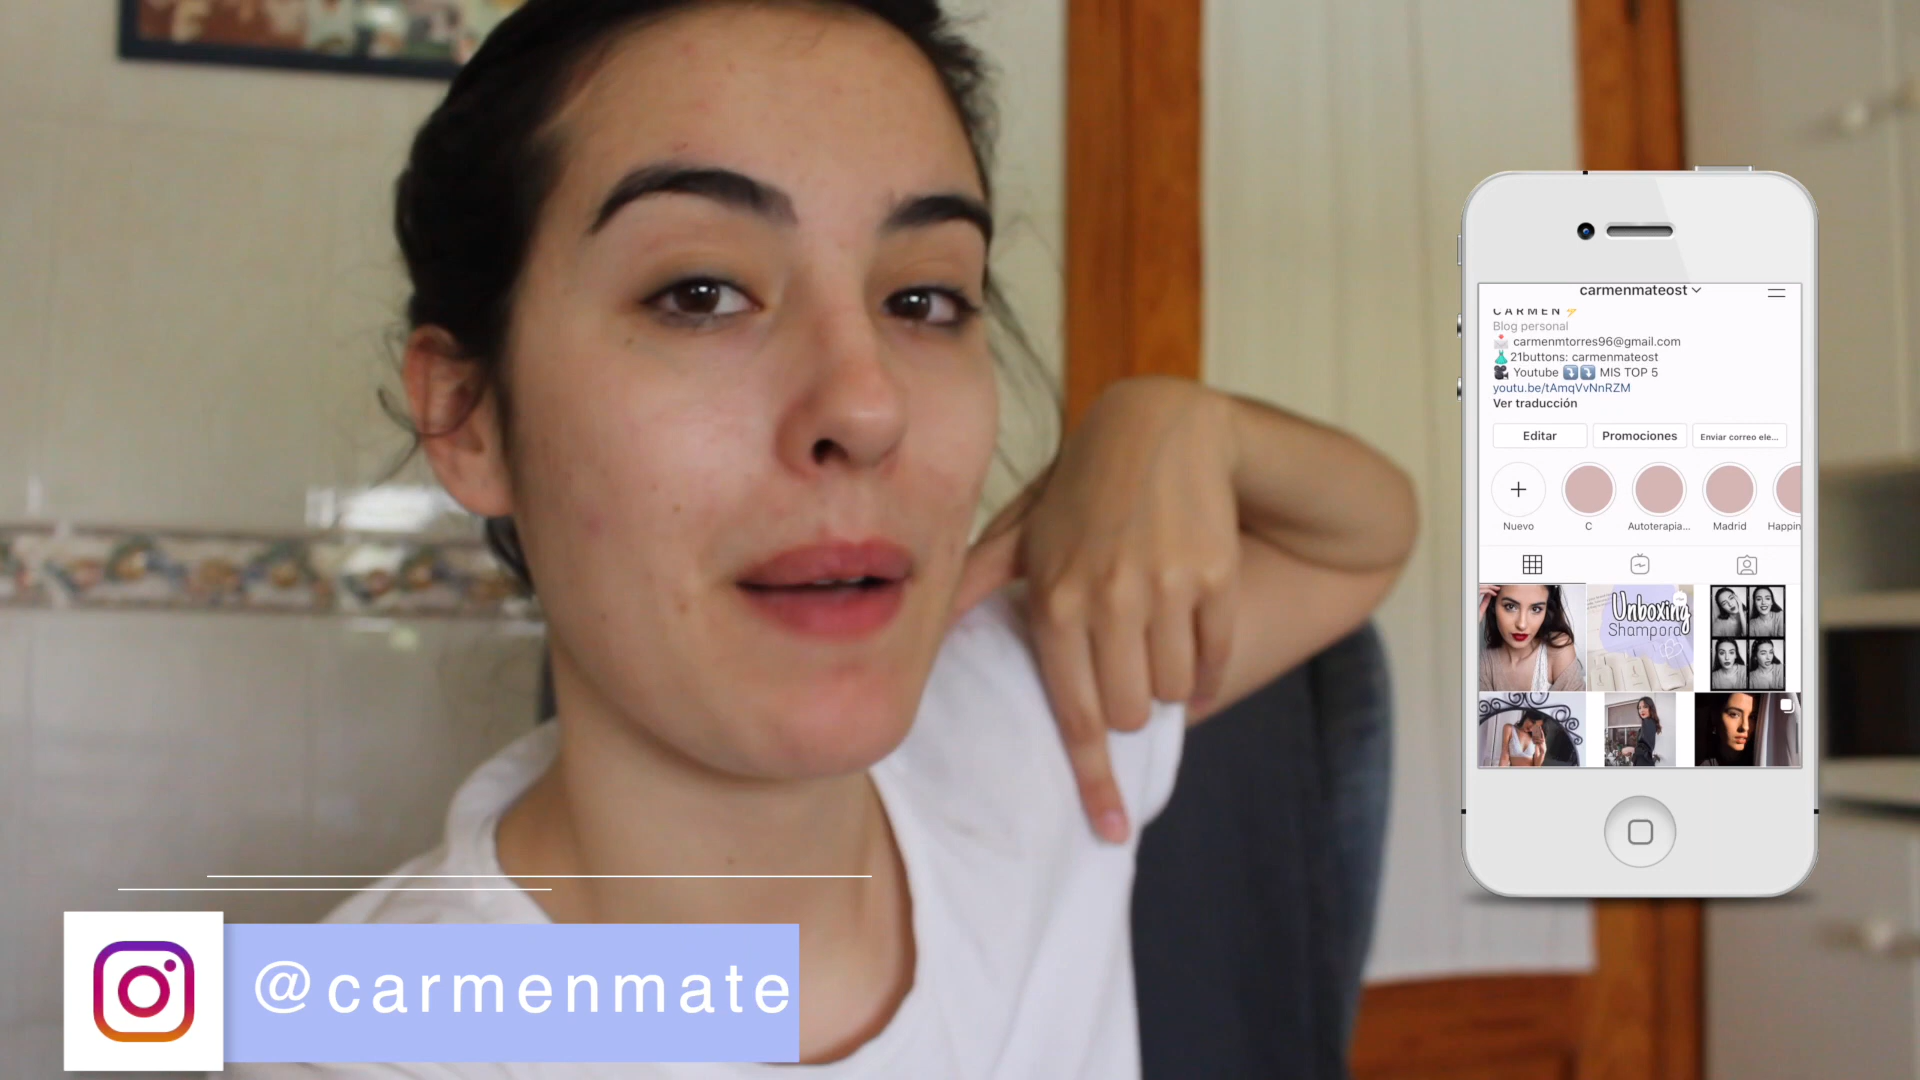 carmenmateost
CARMEN ⚡
Blog personal
📩 carmenmtorres96@gmail.com
👗21buttons: carmenmateost
🎥 Youtube ⤵️⤵️ MIS TOP 5
youtu.be/tAmqVvNnRZM
Ver traducción
Editar Promociones Enviar correo ele...
Nuevo C Autoterapia... Madrid Happin
Unboxing
Shampora
@carmenmate